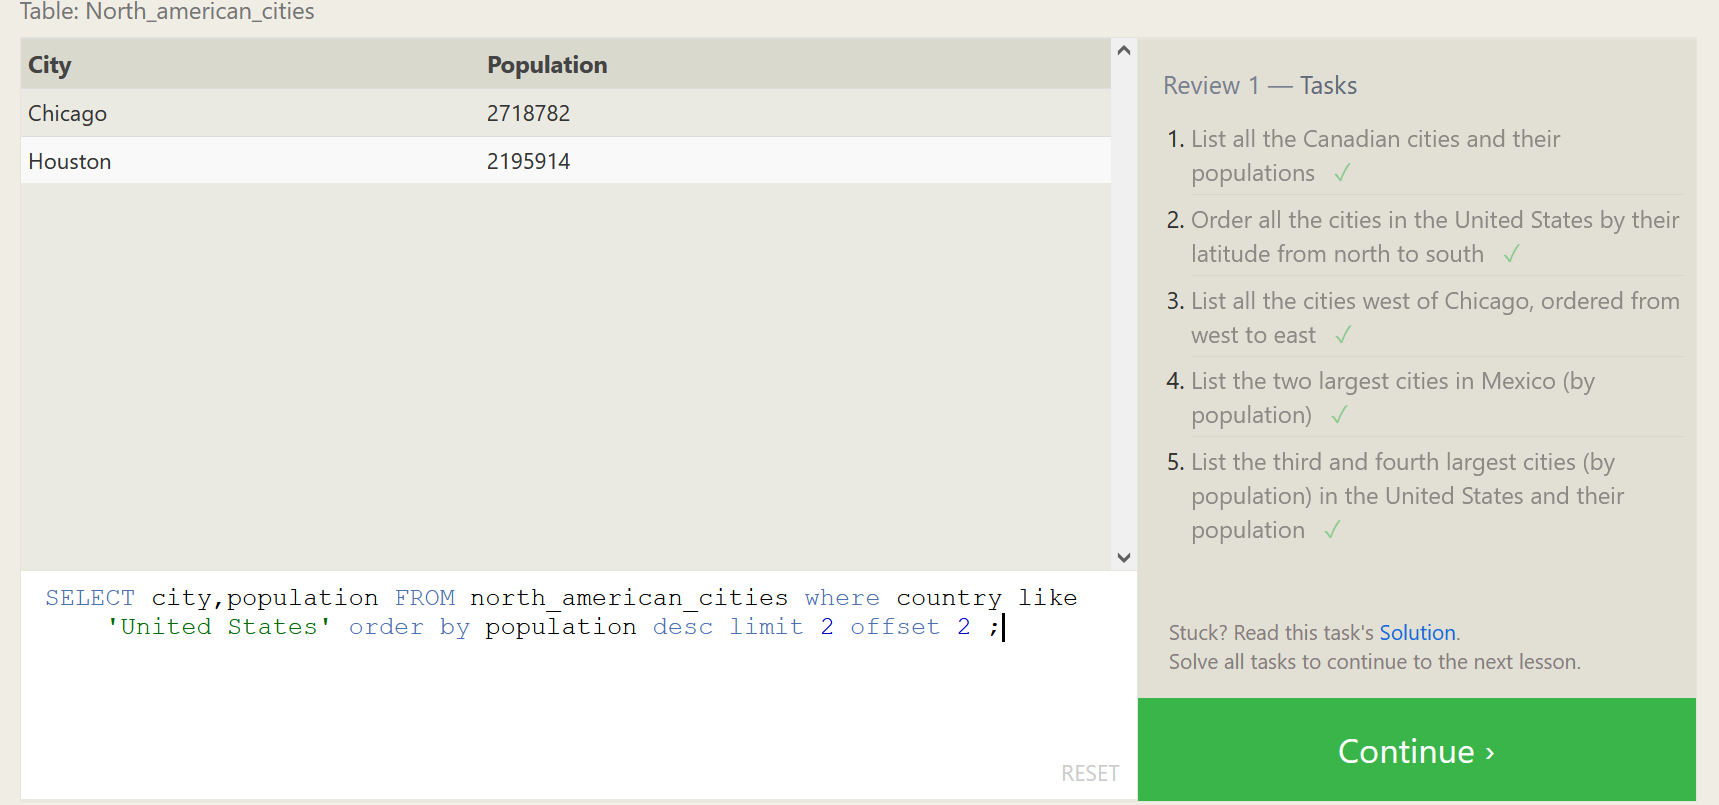 Table: North_american_cities
City Population
Chicago 2718782
Houston 2195914
SELECT city,population FROM north_american_cities where country like
'United States' order by population desc limit 2 offset 2 ;
RESET
Review 1 — Tasks
1. List all the Canadian cities and their
populations ✓
2. Order all the cities in the United States by their
latitude from north to south ✓
3. List all the cities west of Chicago, ordered from
west to east ✓
4. List the two largest cities in Mexico (by
population) ✓
5. List the third and fourth largest cities (by
population) in the United States and their
population ✓
Stuck? Read this task's Solution.
Solve all tasks to continue to the next lesson.
Continue ›